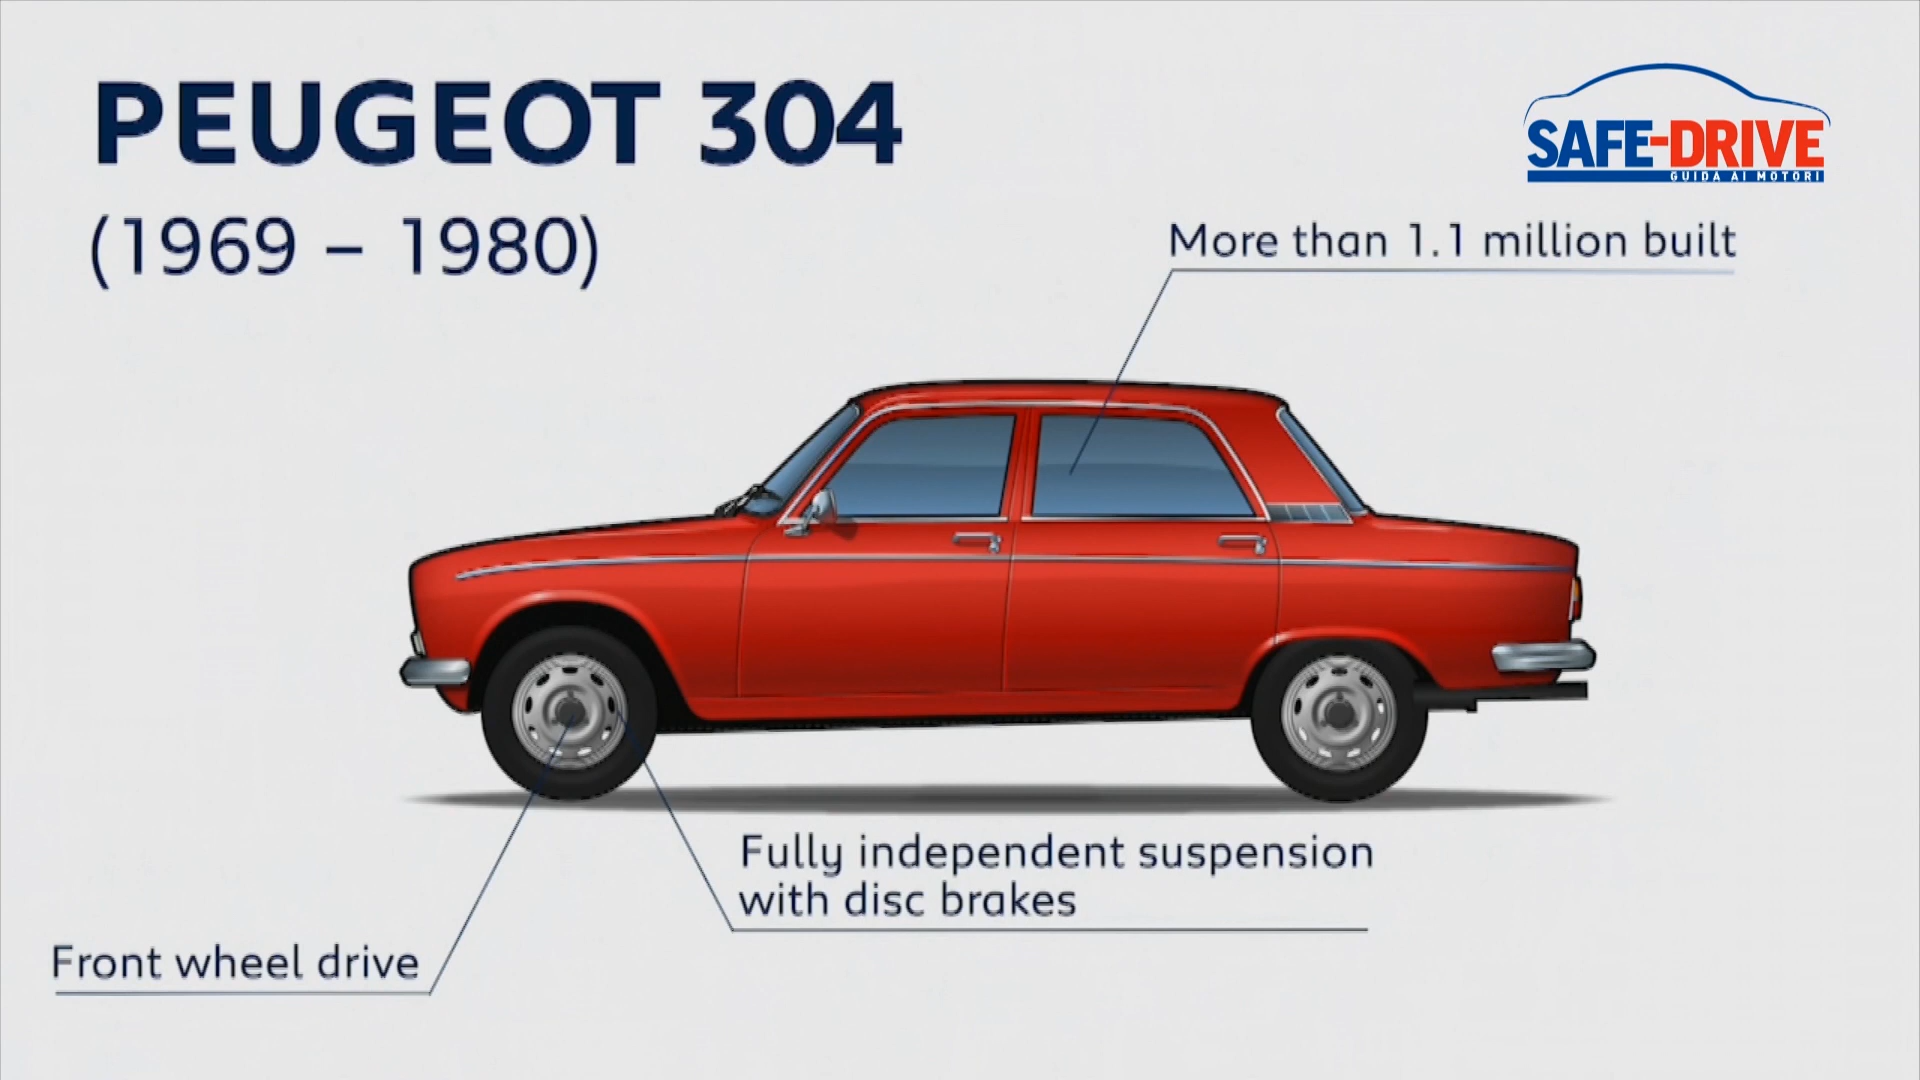 PEUGEOT 304
(1969 – 1980)
SAFE-DRIVE
GUIDA AI MOTORI
More than 1.1 million built
Fully independent suspension
with disc brakes
Front wheel drive